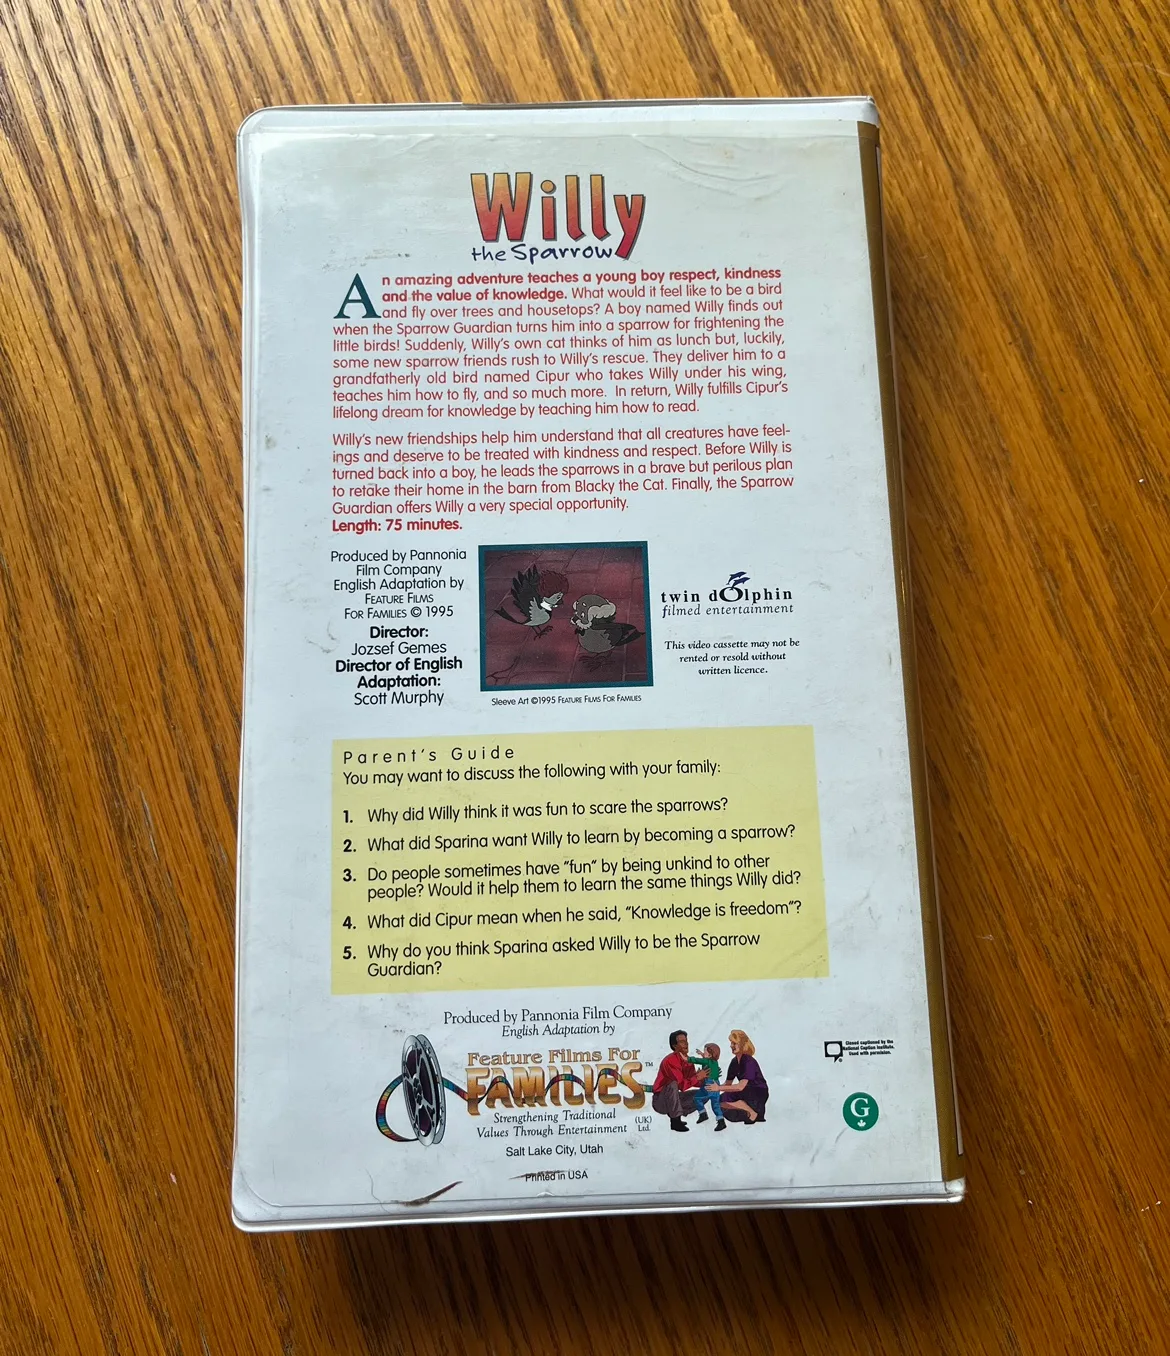 Willy
the Sparrow
An amazing adventure teaches a young boy respect, kindness
and the value of knowledge. What would it feel like to be a bird
and fly over trees and housetops? A boy named Willy finds out
when the Sparrow Guardian turns him into a sparrow for frightening the
little birds! Suddenly, Willy's own cat thinks of him as lunch but, luckily,
some new sparrow friends rush to Willy's rescue. They deliver him to a
grandfatherly old bird named Cipur who takes Willy under his wing,
teaches him how to fly, and so much more. In return, Willy fulfills Cipur's
lifelong dream for knowledge by teaching him how to read.
Willy's new friendships help him understand that all creatures have feel-
ings and deserve to be treated with kindness and respect. Before Willy is
turned back into a boy, he leads the sparrows in a brave but perilous plan
to retake their home in the barn from Blacky the Cat. Finally, the Sparrow
Guardian offers Willy a very special opportunity.
Length: 75 minutes.
Produced by Pannonia
Film Company
English Adaptation by
FEATURE FILMS
FOR FAMILIES © 1995
Director:
Jozsef Gemes
Director of English
Adaptation:
Scott Murphy
Sleeve Art ©1995 FEATURE FILMS FOR FAMILIES
twin dolphin
filmed entertainment
This video cassette may not be
rented or resold without
written licence.
Parent's Guide
You may want to discuss the following with your family:
1. Why did Willy think it was fun to scare the sparrows?
2. What did Sparina want Willy to learn by becoming a sparrow?
3. Do people sometimes have "fun" by being unkind to other
people? Would it help them to learn the same things Willy did?
4. What did Cipur mean when he said, "Knowledge is freedom"?
5. Why do you think Sparina asked Willy to be the Sparrow
Guardian?
Produced by Pannonia Film Company
English Adaptation by
Feature Films For
FAMILIES™
Strengthening Traditional
Values Through Entertainment
(UK)
Ltd.
Salt Lake City, Utah
Printed in USA
Closed captioned by the
National Caption Institute.
Used with permission.
G